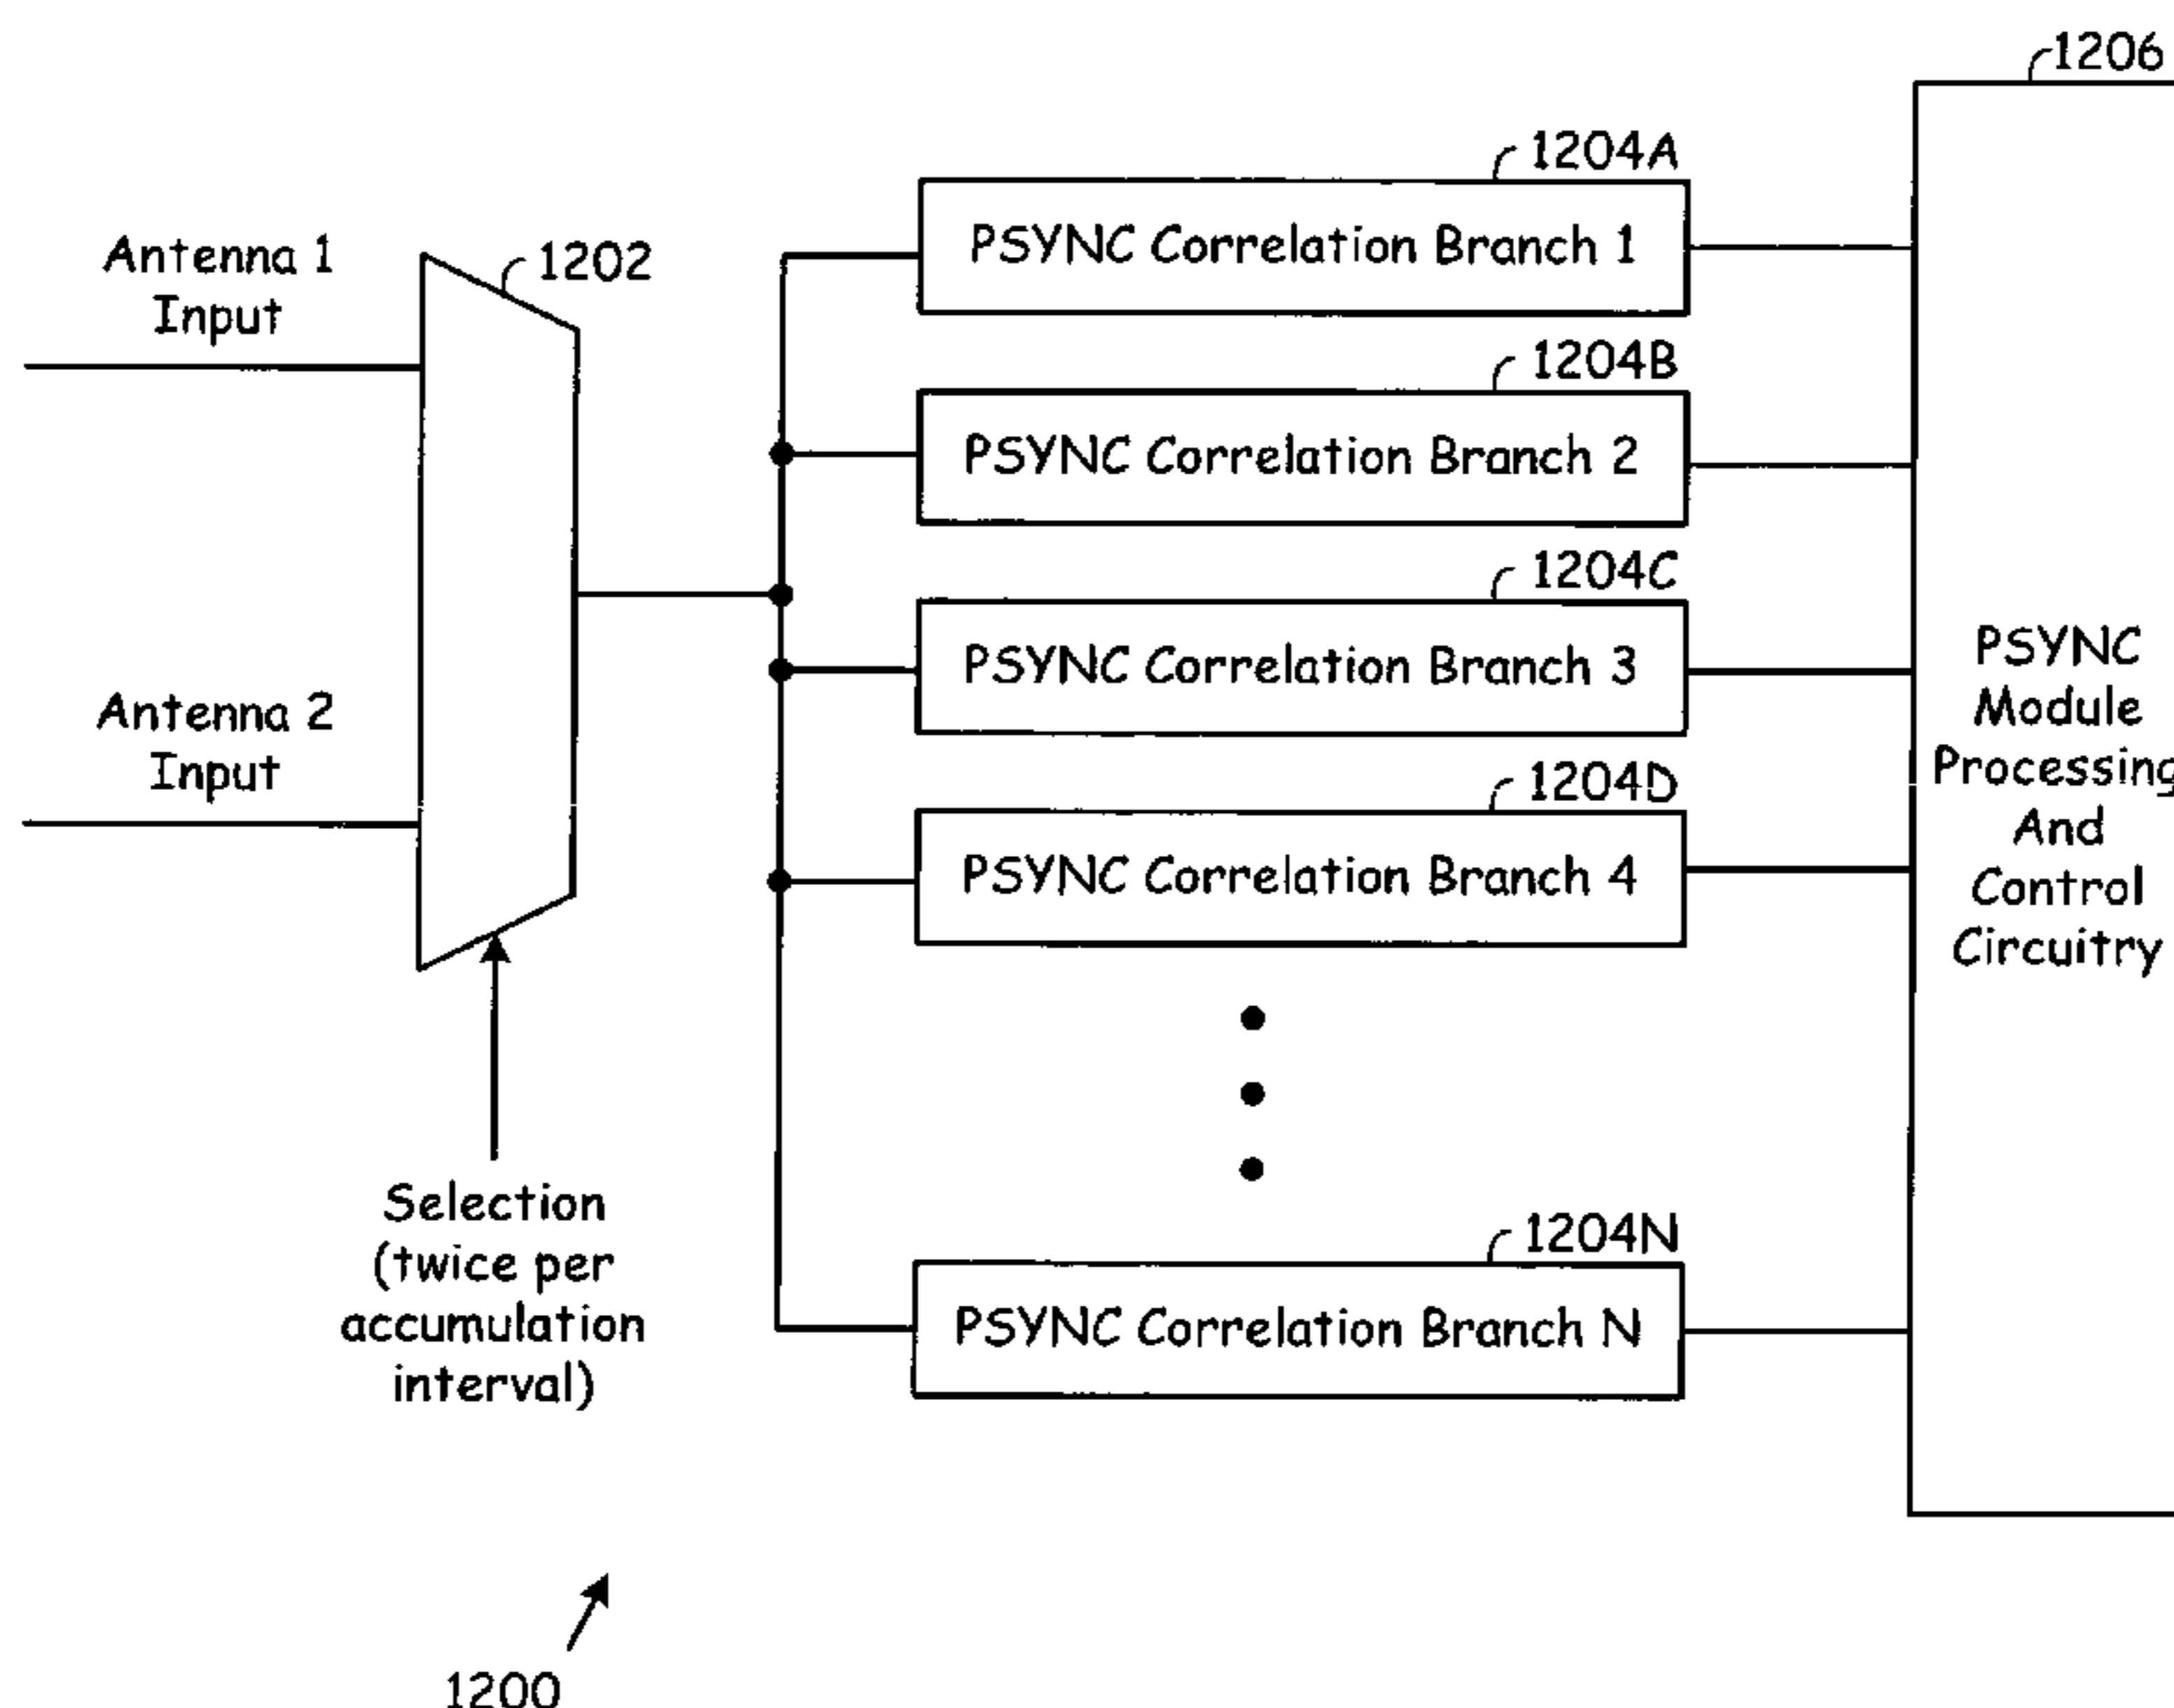 1206
1204A
PSYNC Correlation Branch 1
Antenna 1
Input
1202
1204B
PSYNC Correlation Branch 2
1204C
PSYNC Correlation Branch 3
Antenna 2
Input
1204D
PSYNC Correlation Branch 4
PSYNC
Module
Processing
And
Control
Circuitry
Selection
(twice per
accumulation
interval)
1204N
PSYNC Correlation Branch N
1200